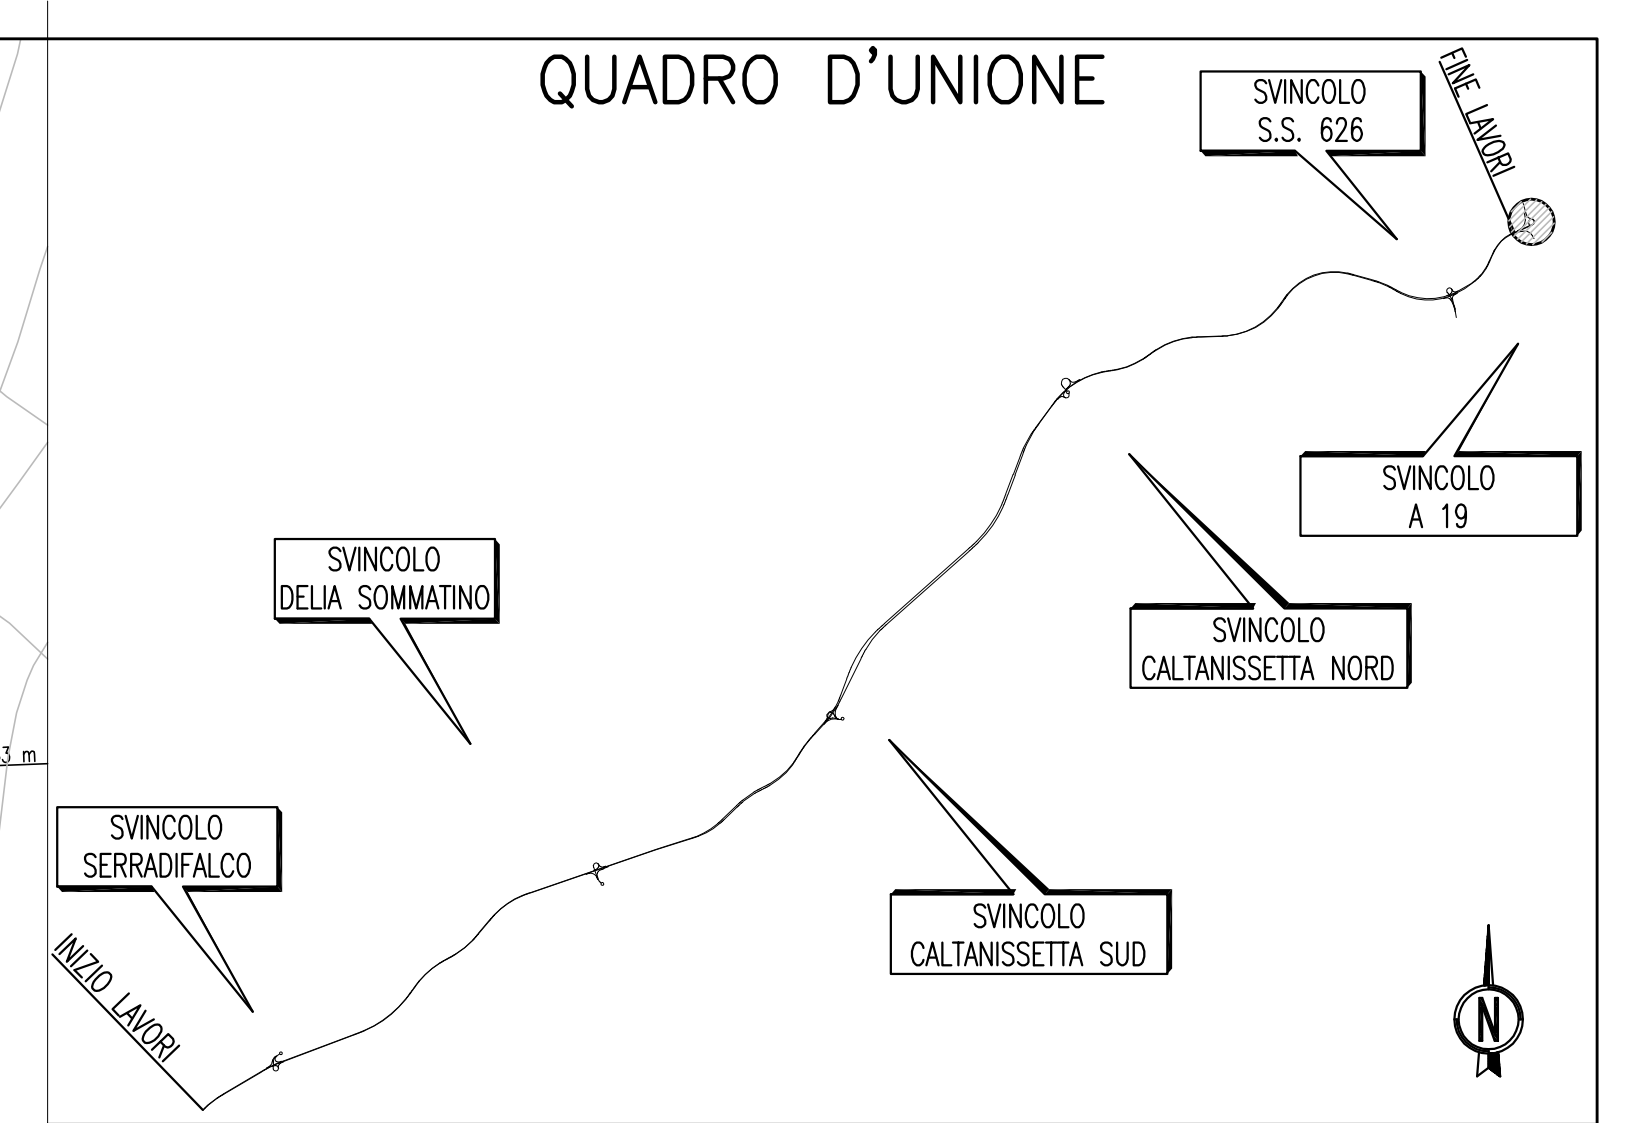 QUADRO D'UNIONE
SVINCOLO
S.S. 626
FINE LAVORI
SVINCOLO
A 19
SVINCOLO
DELIA SOMMATINO
SVINCOLO
CALTANISSETTA NORD
3 m
SVINCOLO
SERRADIFALCO
SVINCOLO
CALTANISSETTA SUD
INIZIO LAVORI
N